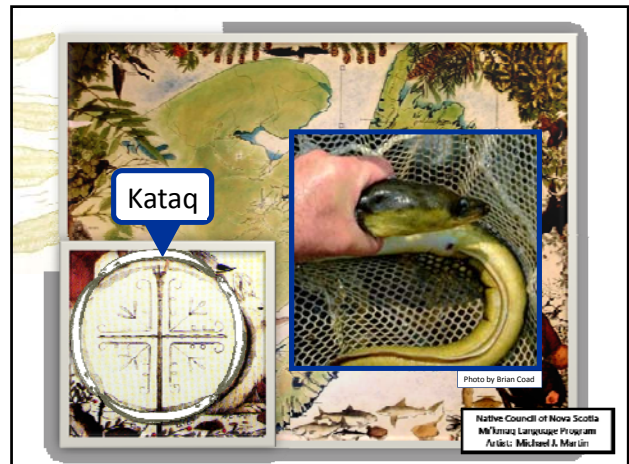 Kataq
Photo by Brian Coad
Native Council of Nova Scotia
Mi'kmaq Language Program
Artist: Michael J. Martin